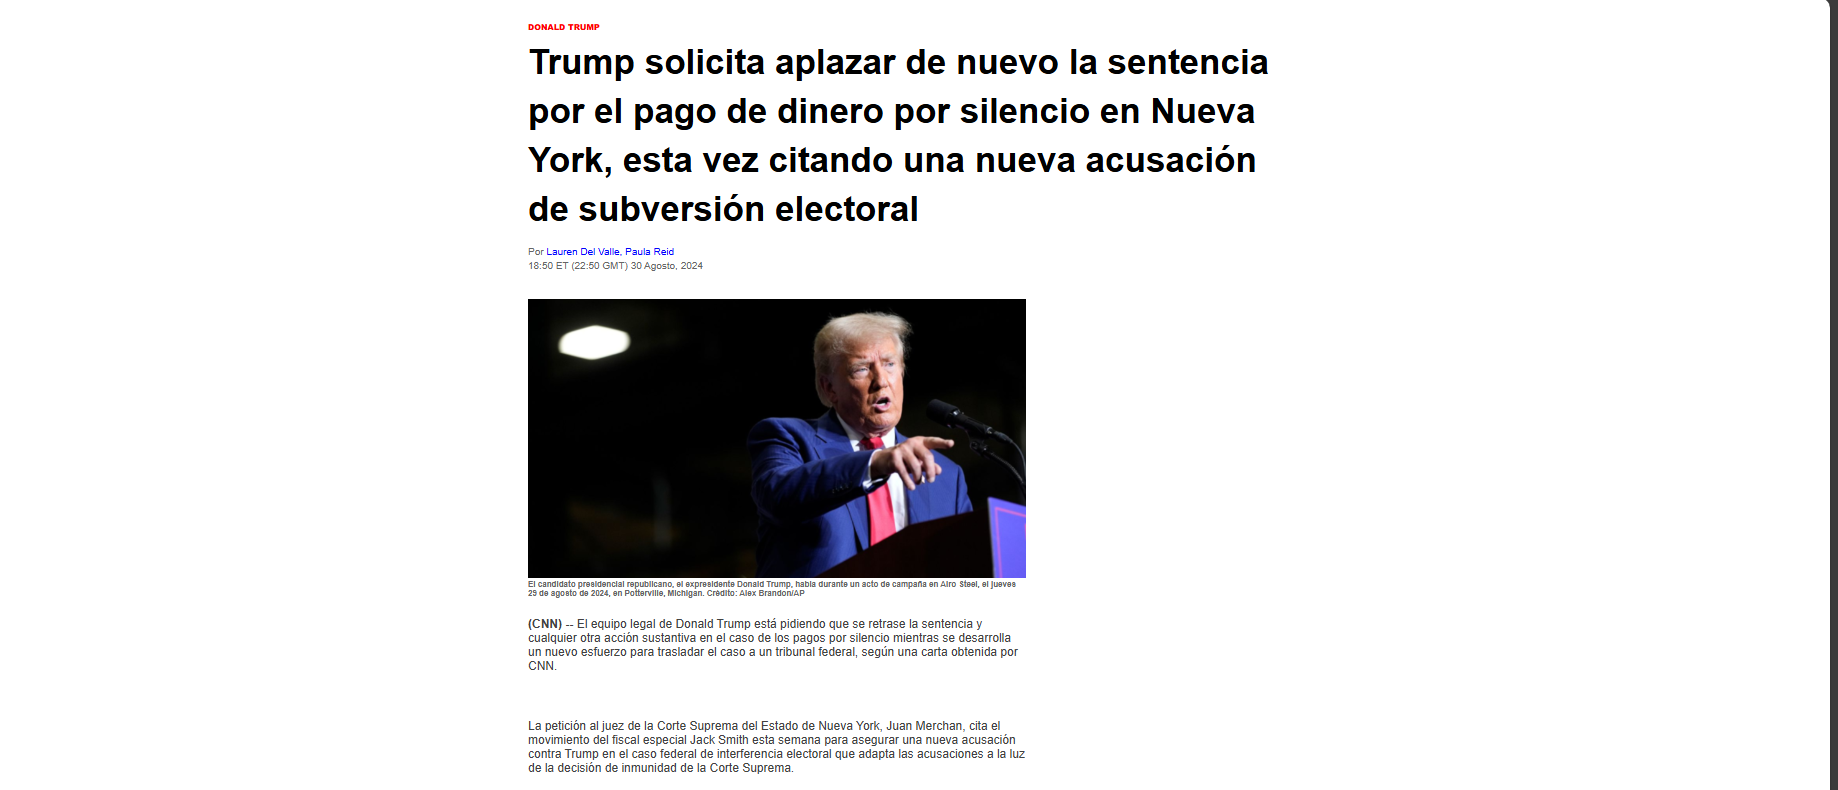 DONALD TRUMP
Trump solicita aplazar de nuevo la sentencia
por el pago de dinero por silencio en Nueva
York, esta vez citando una nueva acusación
de subversión electoral
Por Lauren Del Valle, Paula Reid
18:50 ET (22:50 GMT) 30 Agosto, 2024
El candidato presidencial republicano, el expresidente Donald Trump, habla durante un acto de campaña en Alro Steel, el jueves
29 de agosto de 2024, en Potterville, Michigan. Crédito: Alex Brandon/AP
(CNN) -- El equipo legal de Donald Trump está pidiendo que se retrase la sentencia y
cualquier otra acción sustantiva en el caso de los pagos por silencio mientras se desarrolla
un nuevo esfuerzo para trasladar el caso a un tribunal federal, según una carta obtenida por
CNN.
La petición al juez de la Corte Suprema del Estado de Nueva York, Juan Merchan, cita el
movimiento del fiscal especial Jack Smith esta semana para asegurar una nueva acusación
contra Trump en el caso federal de interferencia electoral que adapta las acusaciones a la luz
de la decisión de inmunidad de la Corte Suprema.